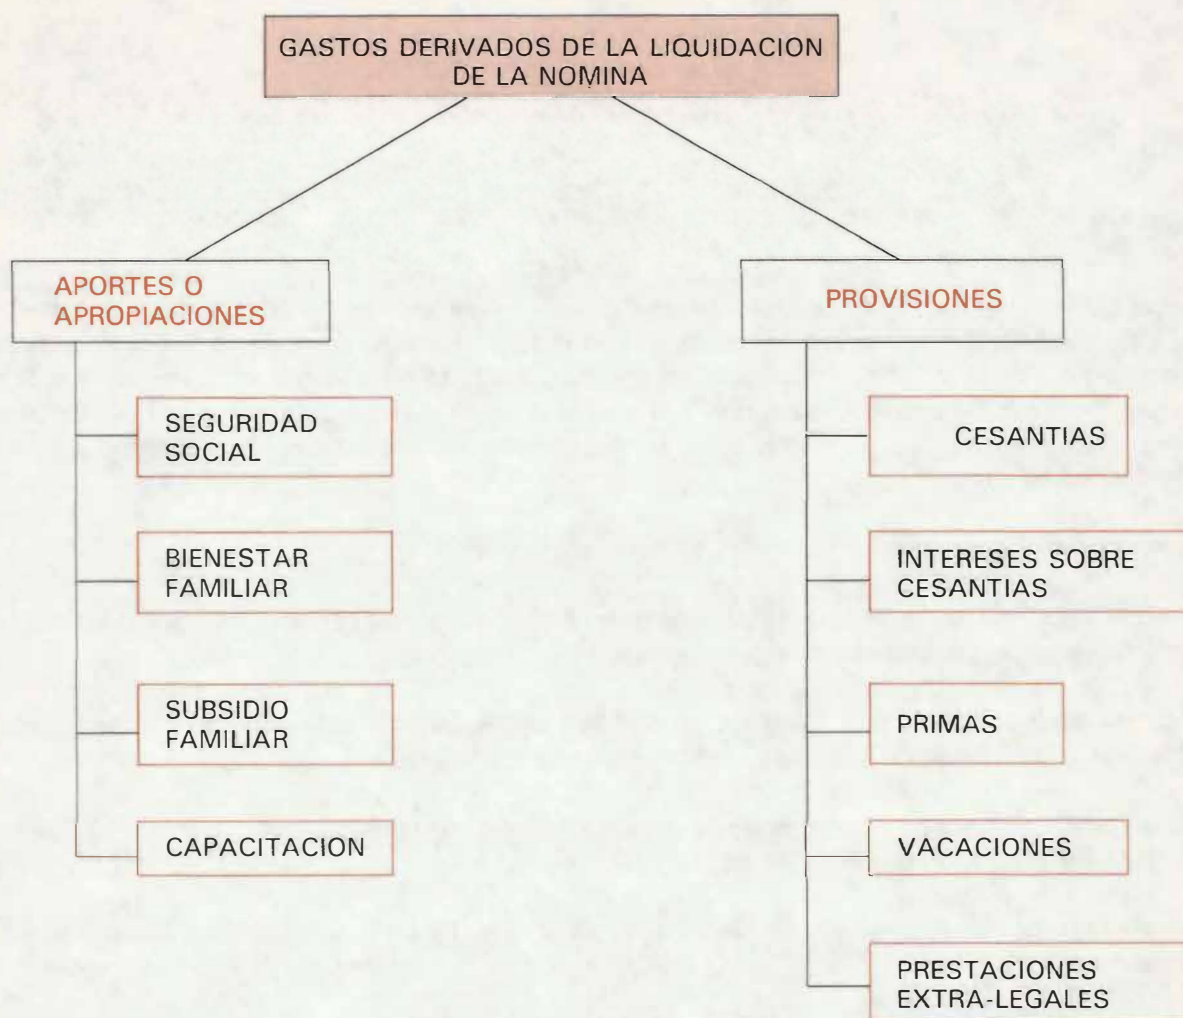 GASTOS DERIVADOS DE LA LIQUIDACION
DE LA NOMINA
APORTES O
APROPIACIONES
SEGURIDAD
SOCIAL
BIENESTAR
FAMILIAR
SUBSIDIO
FAMILIAR
CAPACITACION
PROVISIONES
CESANTIAS
INTERESES SOBRE
CESANTIAS
PRIMAS
VACACIONES
PRESTACIONES
EXTRA-LEGALES